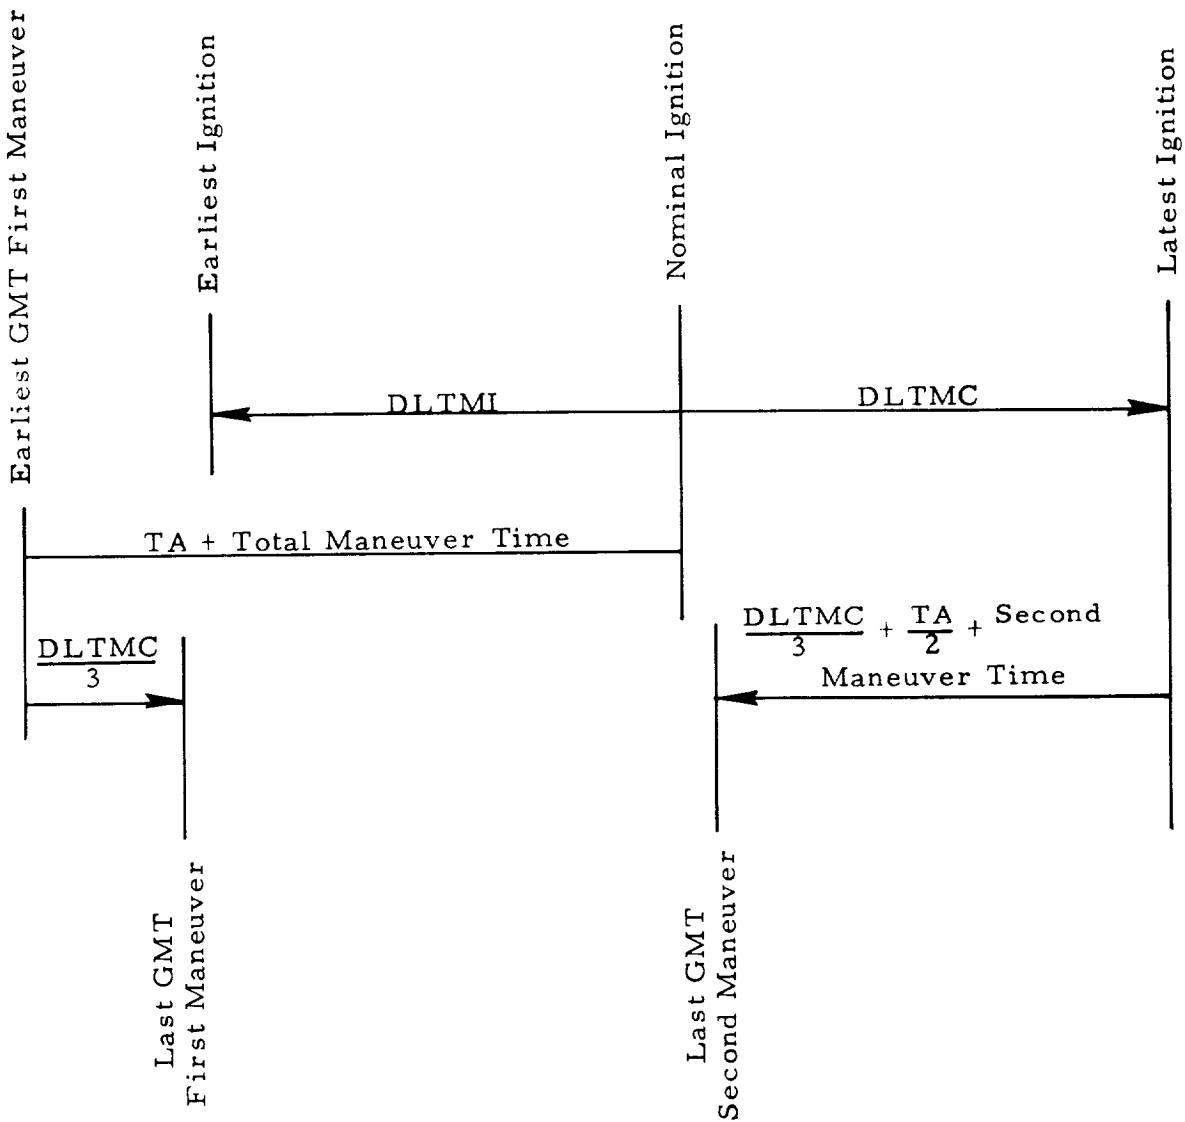 Earliest GMT First Maneuver
Earliest Ignition
Nominal Ignition
Latest Ignition
DLTMI
DLTMC
TA + Total Maneuver Time
DLTMC
3
DLTMC/3 + TA/2 + Second
Maneuver Time
Last GMT
First Maneuver
Last GMT
Second Maneuver